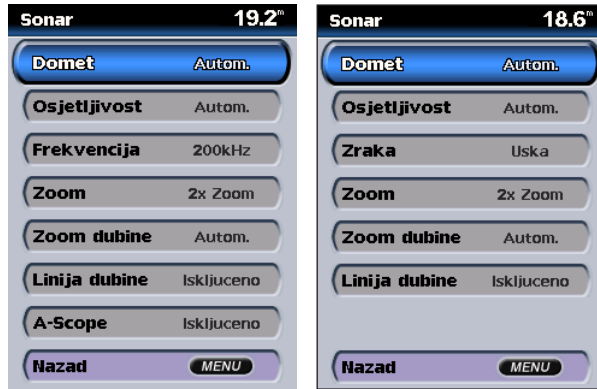 Sonar 19.2m
Domet Autom.
Osjetljivost Autom.
Frekvencija 200kHz
Zoom 2x Zoom
Zoom dubine Autom.
Linija dubine Iskljuceno
A-Scope Iskljuceno
Nazad MENU
Sonar 18.6m
Domet Autom.
Osjetljivost Autom.
Zraka Uska
Zoom 2x Zoom
Zoom dubine Autom.
Linija dubine Iskljuceno
Nazad MENU